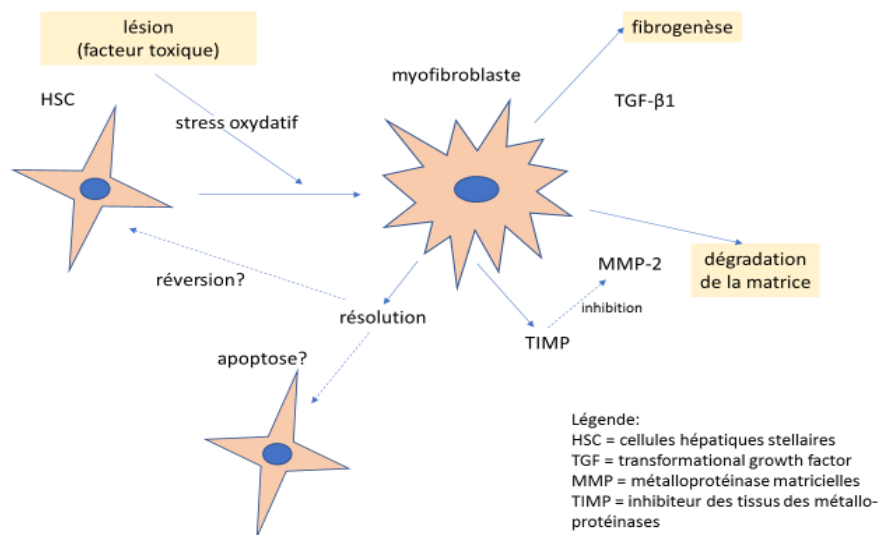 lésion
(facteur toxique)
fibrogenèse
myofibroblaste
HSC
TGF-β1
stress oxydatif
réversion?
MMP-2
dégradation
de la matrice
inhibition
résolution
TIMP
apoptose?
Légende:
HSC = cellules hépatiques stellaires
TGF = transformational growth factor
MMP = métalloprotéinase matricielles
TIMP = inhibiteur des tissus des métallo-
protéinases